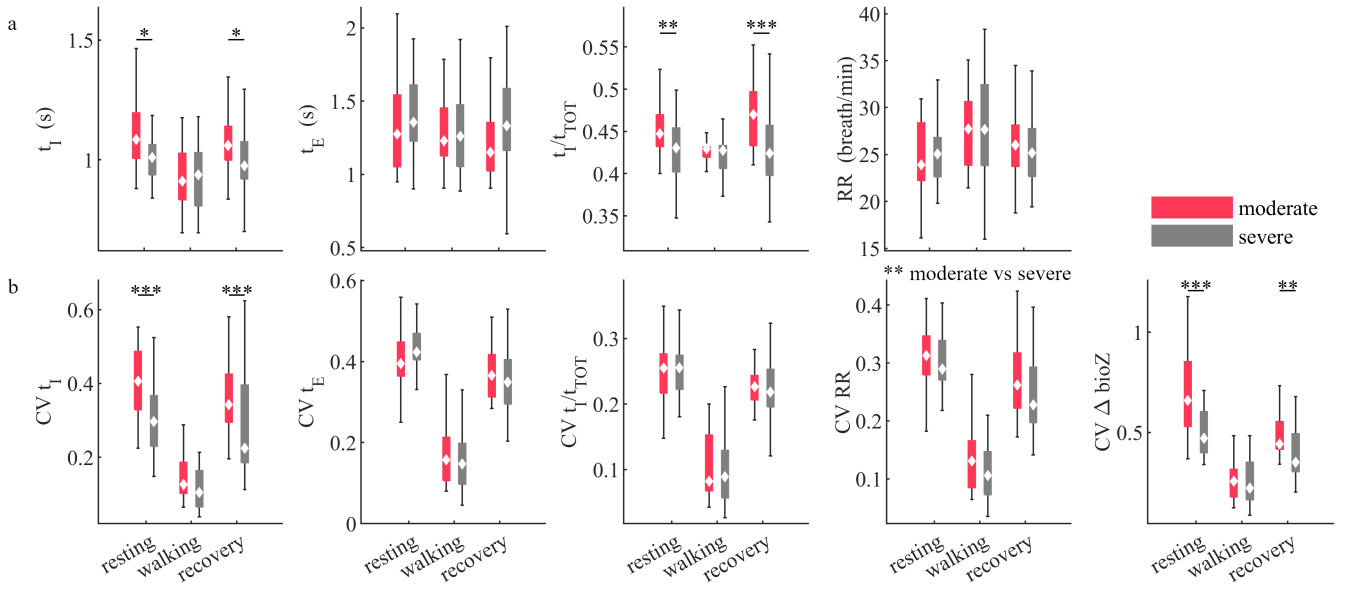 a
* *
1.5
1
t_I (s)
2
1.5
1
0.5
t_E (s)
** ***
0.55
0.5
0.45
0.4
0.35
t_I/t_TOT
40
35
30
25
20
15
RR (breath/min)
moderate
severe
b
*** ***
0.6
0.4
0.2
CV t_I
resting
walking
recovery
0.6
0.4
0.2
0
CV t_E
resting
walking
recovery
0.3
0.2
0.1
CV t_I/t_TOT
resting
walking
recovery
** moderate vs severe
0.4
0.3
0.2
0.1
CV RR
resting
walking
recovery
*** **
1
0.5
CV Δ bioZ
resting
walking
recovery